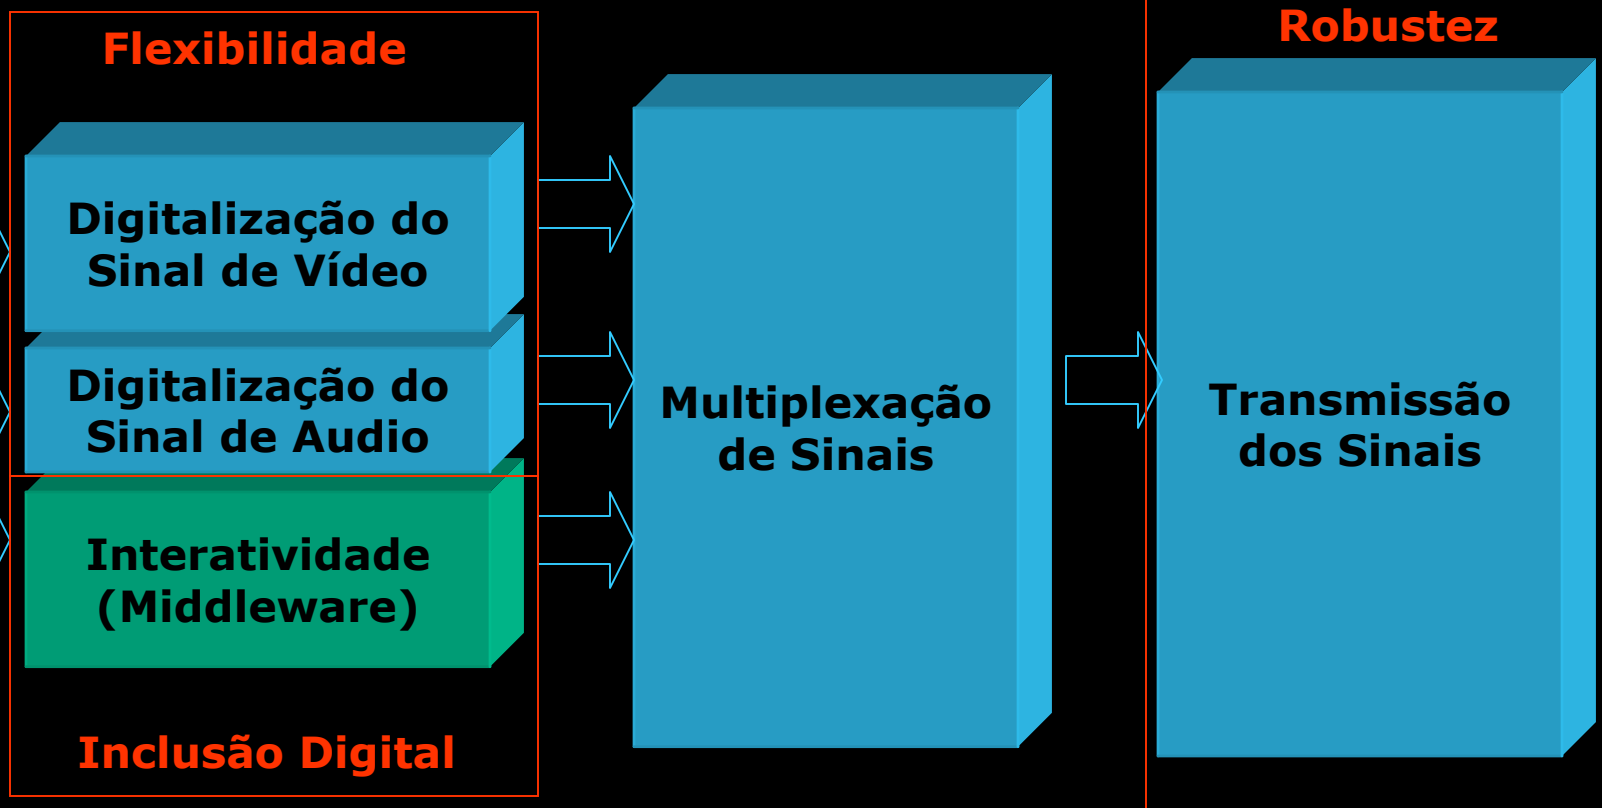 Flexibilidade
Digitalização do
Sinal de Vídeo
Digitalização do
Sinal de Audio
Interatividade
(Middleware)
Inclusão Digital
Multiplexação
de Sinais
Robustez
Transmissão
dos Sinais